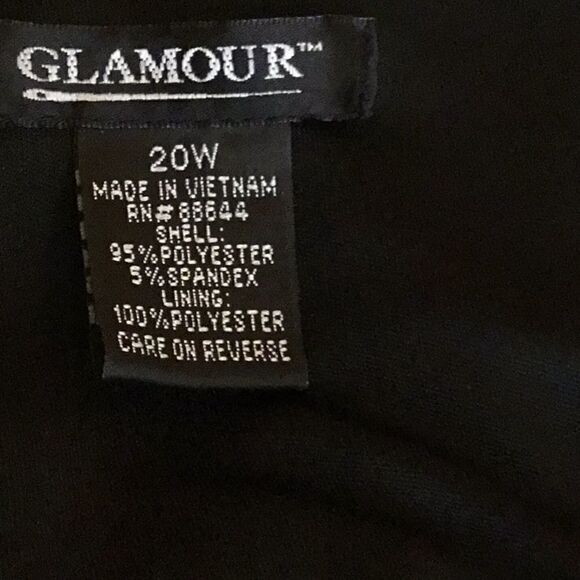 GLAMOUR™
20W
MADE IN VIETNAM
RN#88644
SHELL:
95%POLYESTER
5%SPANDEX
LINING:
100%POLYESTER
CARE ON REVERSE